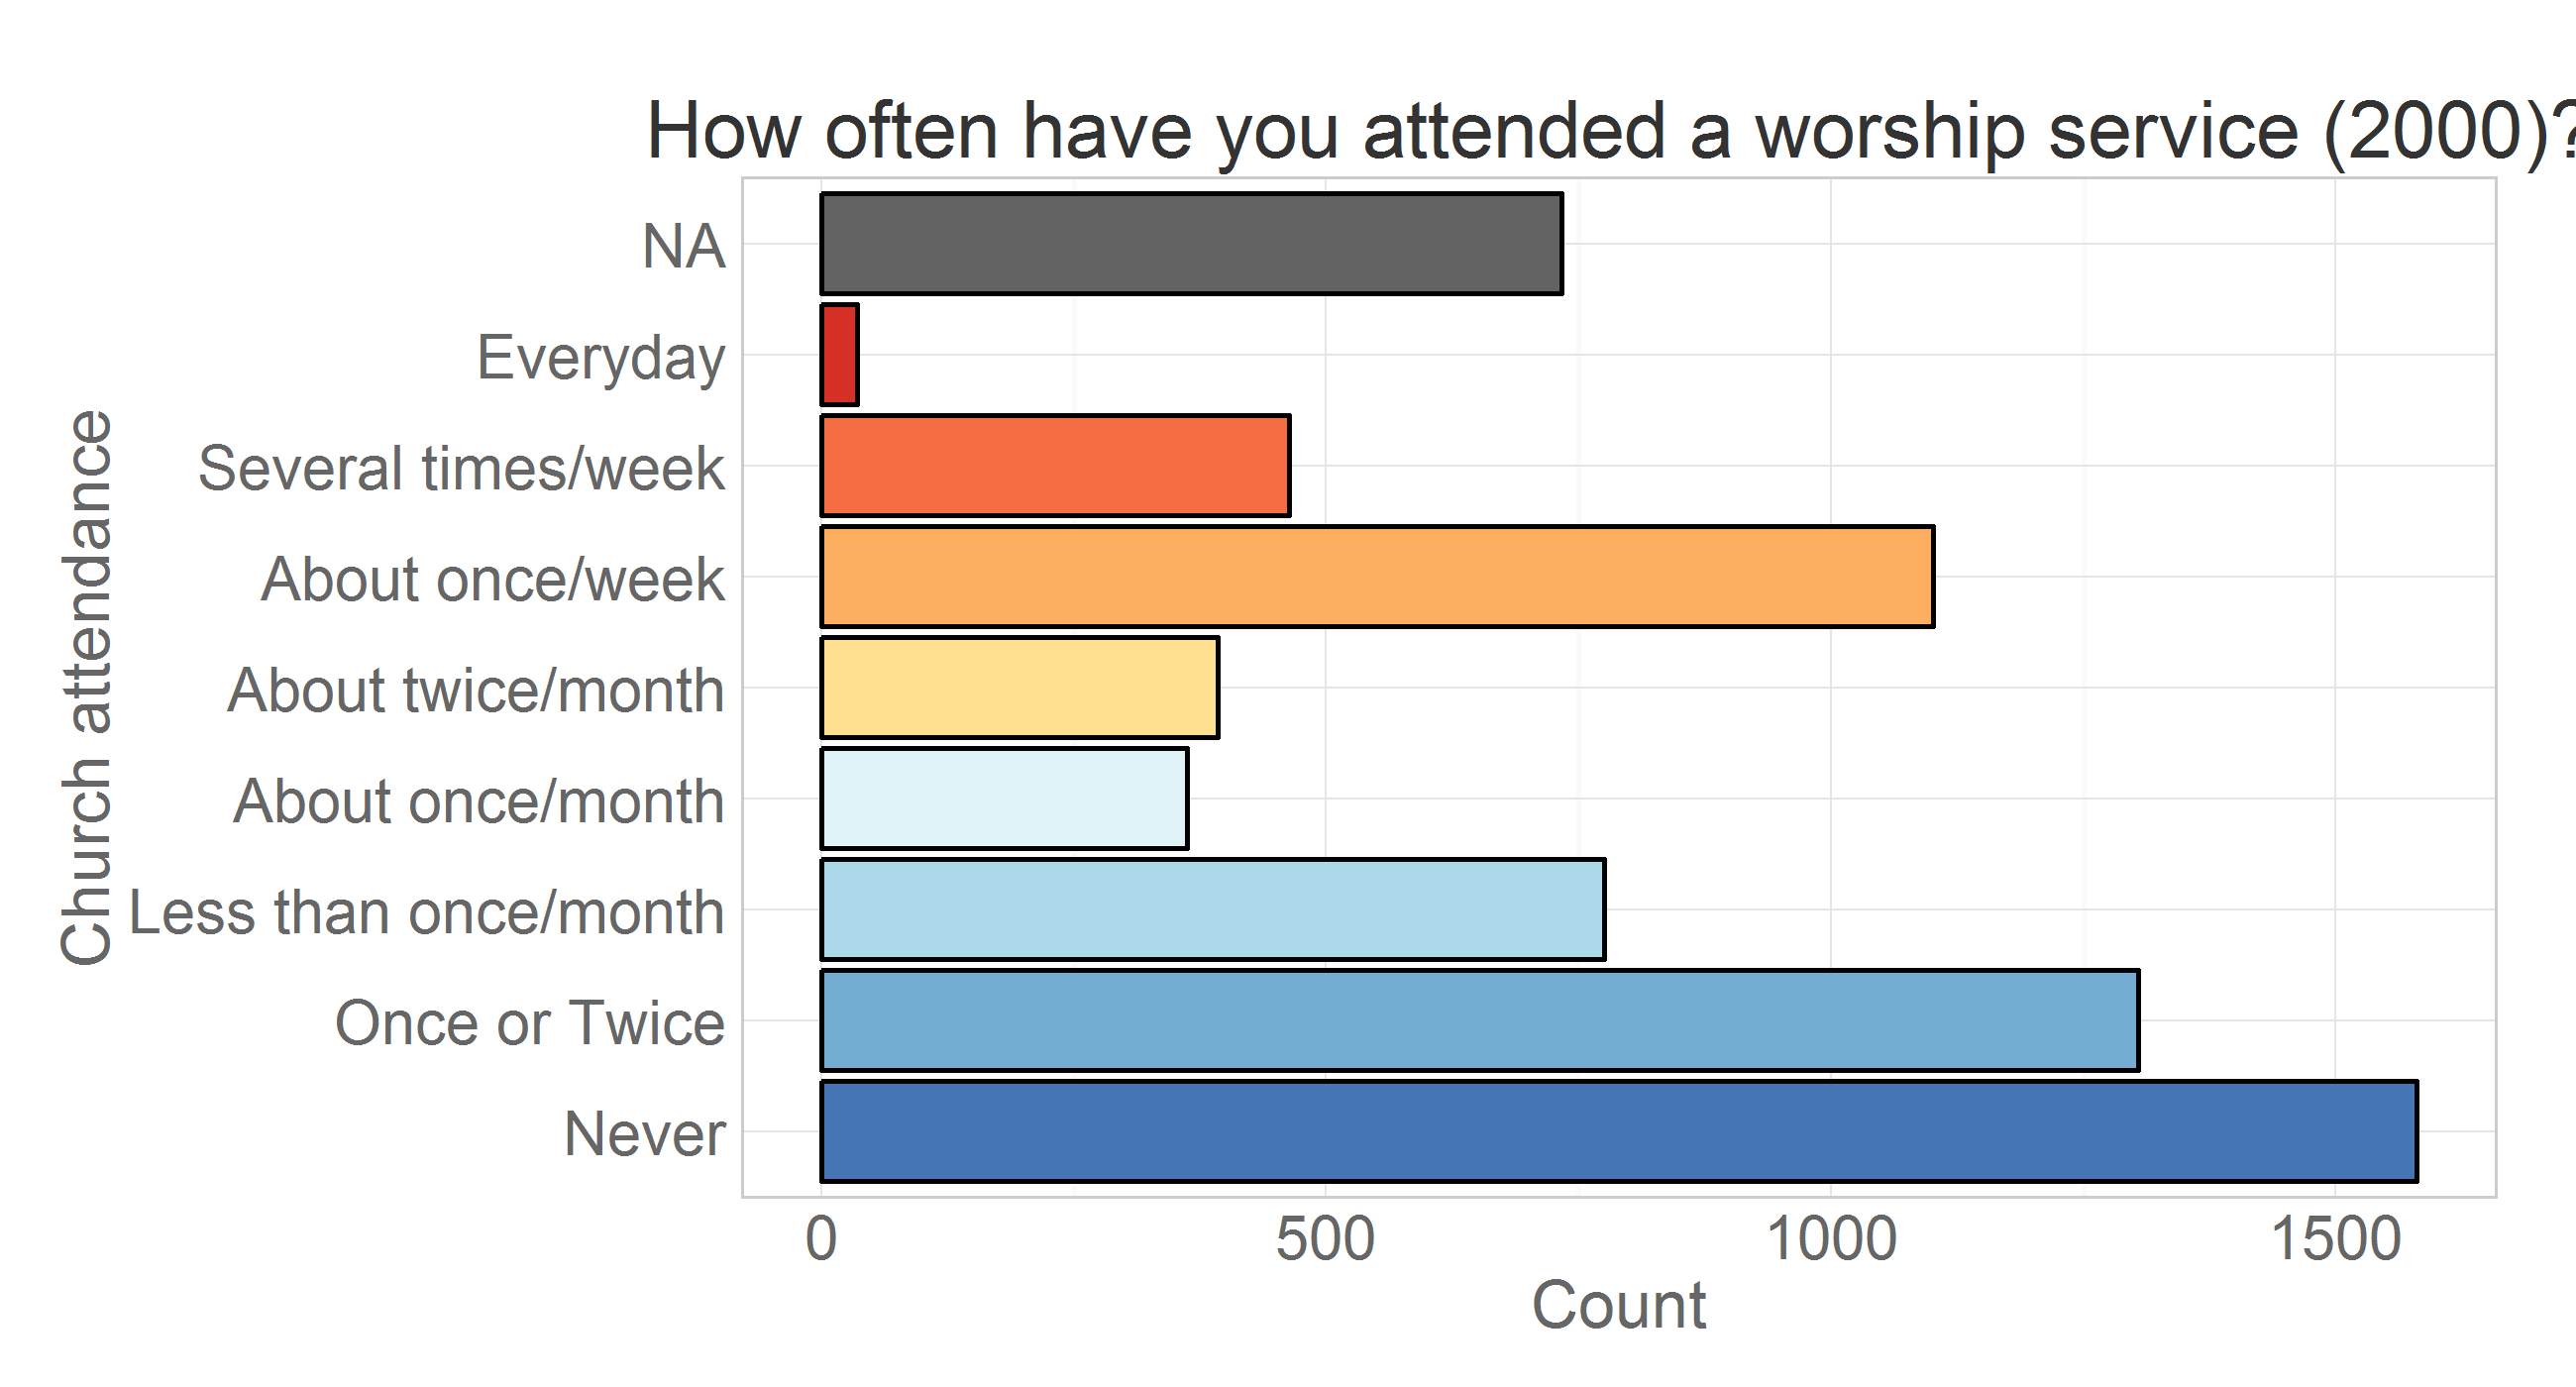 How often have you attended a worship service (2000)?
Church attendance
NA
Everyday
Several times/week
About once/week
About twice/month
About once/month
Less than once/month
Once or Twice
Never
0 500 1000 1500
Count